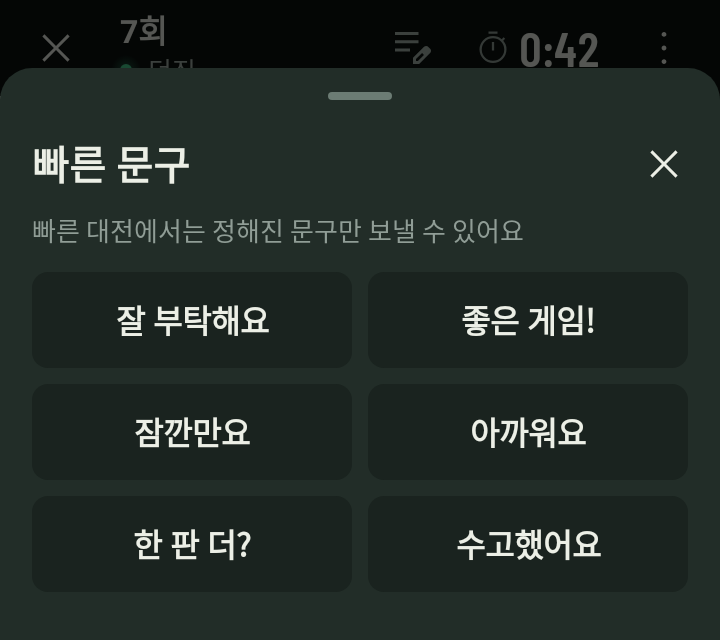 7회
0:42
빠른 문구
빠른 대전에서는 정해진 문구만 보낼 수 있어요
잘 부탁해요
좋은 게임!
잠깐만요
아까워요
한 판 더?
수고했어요